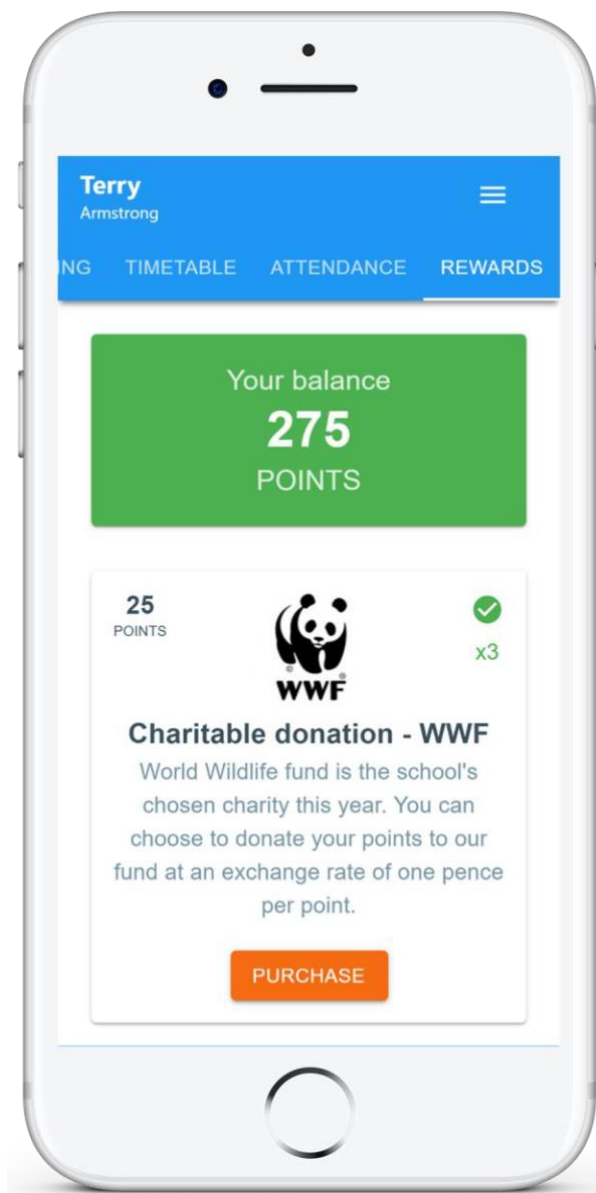 Terry
Armstrong
ING TIMETABLE ATTENDANCE REWARDS
Your balance
275
POINTS
25
POINTS
x3
WWF
Charitable donation - WWF
World Wildlife fund is the school's
chosen charity this year. You can
choose to donate your points to our
fund at an exchange rate of one pence
per point.
PURCHASE